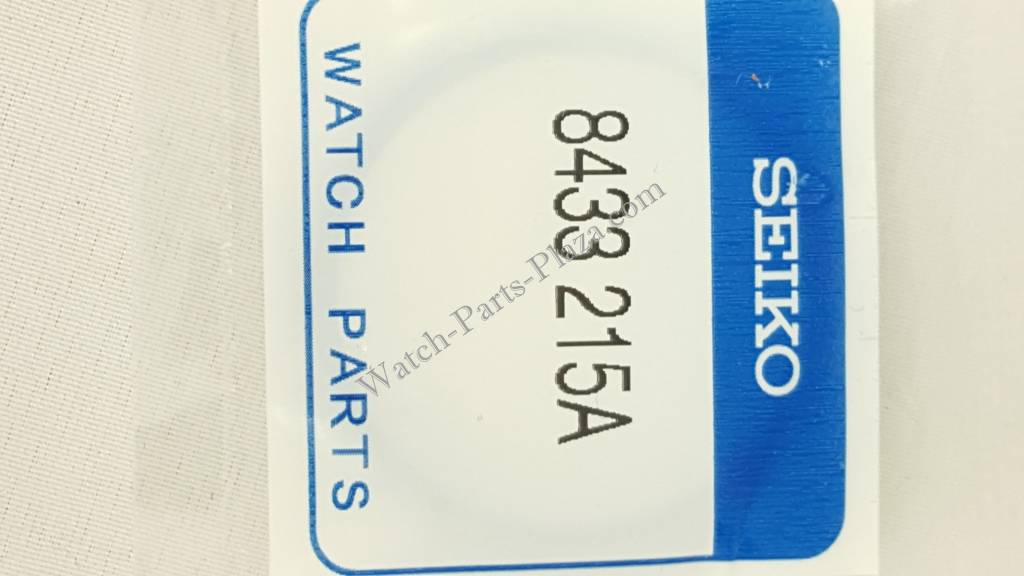 SEIKO
8433 215A
WATCH PARTS
Watch-Parts-Plaza.com